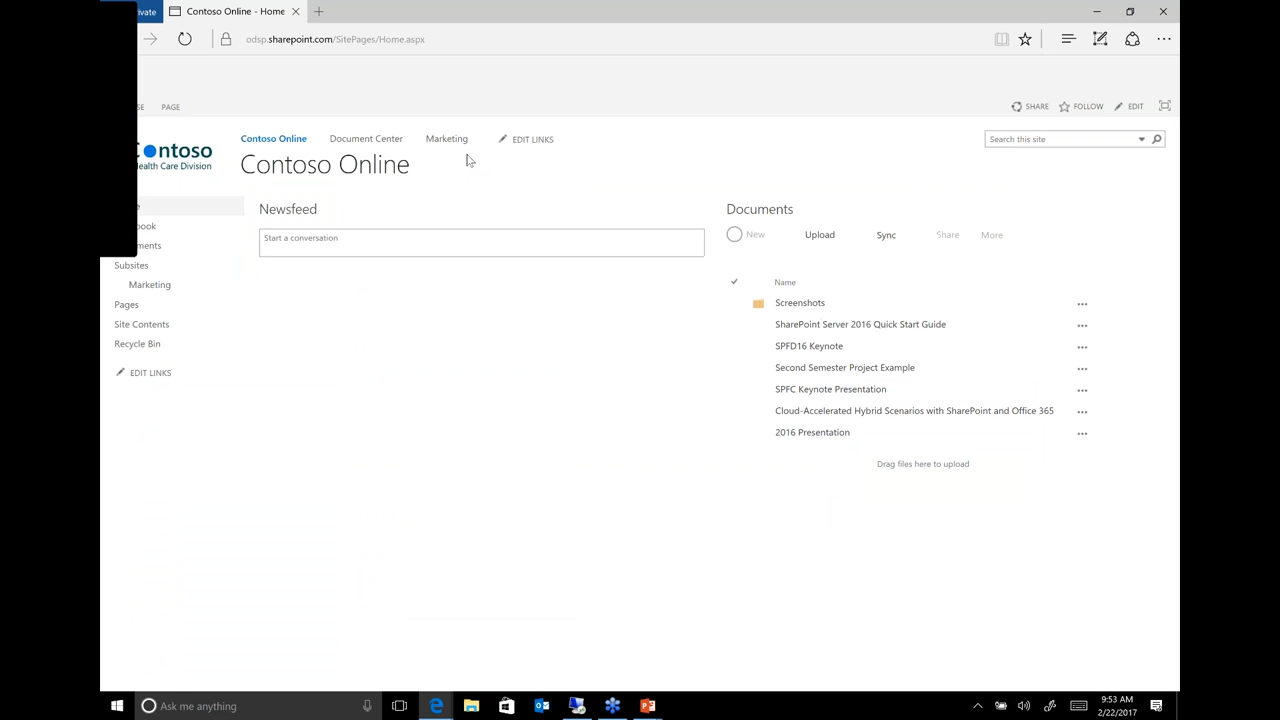 Contoso Online - Home
odsp.sharepoint.com/SitePages/Home.aspx
PAGE
SHARE
FOLLOW
EDIT
Contoso Online
Document Center
Marketing
EDIT LINKS
Search this site
Health Care Division
Contoso Online
Newsfeed
Start a conversation
Subsites
Marketing
Pages
Site Contents
Recycle Bin
EDIT LINKS
Documents
New
Upload
Sync
Share
More
Name
Screenshots
SharePoint Server 2016 Quick Start Guide
SPFD16 Keynote
Second Semester Project Example
SPFC Keynote Presentation
Cloud-Accelerated Hybrid Scenarios with SharePoint and Office 365
2016 Presentation
Drag files here to upload
Ask me anything
9:53 AM
2/22/2017